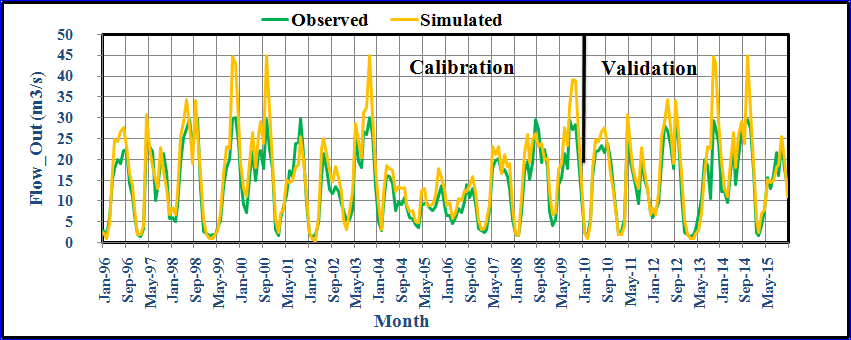 Observed Simulated
Flow_Out (m3/s)
50
45
40
35
30
25
20
15
10
5
0
Calibration
Validation
Jan-96
Sep-96
May-97
Jan-98
Sep-98
May-99
Jan-00
Sep-00
May-01
Jan-02
Sep-02
May-03
Jan-04
Sep-04
May-05
Jan-06
Sep-06
May-07
Jan-08
Sep-08
May-09
Jan-10
Sep-10
May-11
Jan-12
Sep-12
May-13
Jan-14
Sep-14
May-15
Month